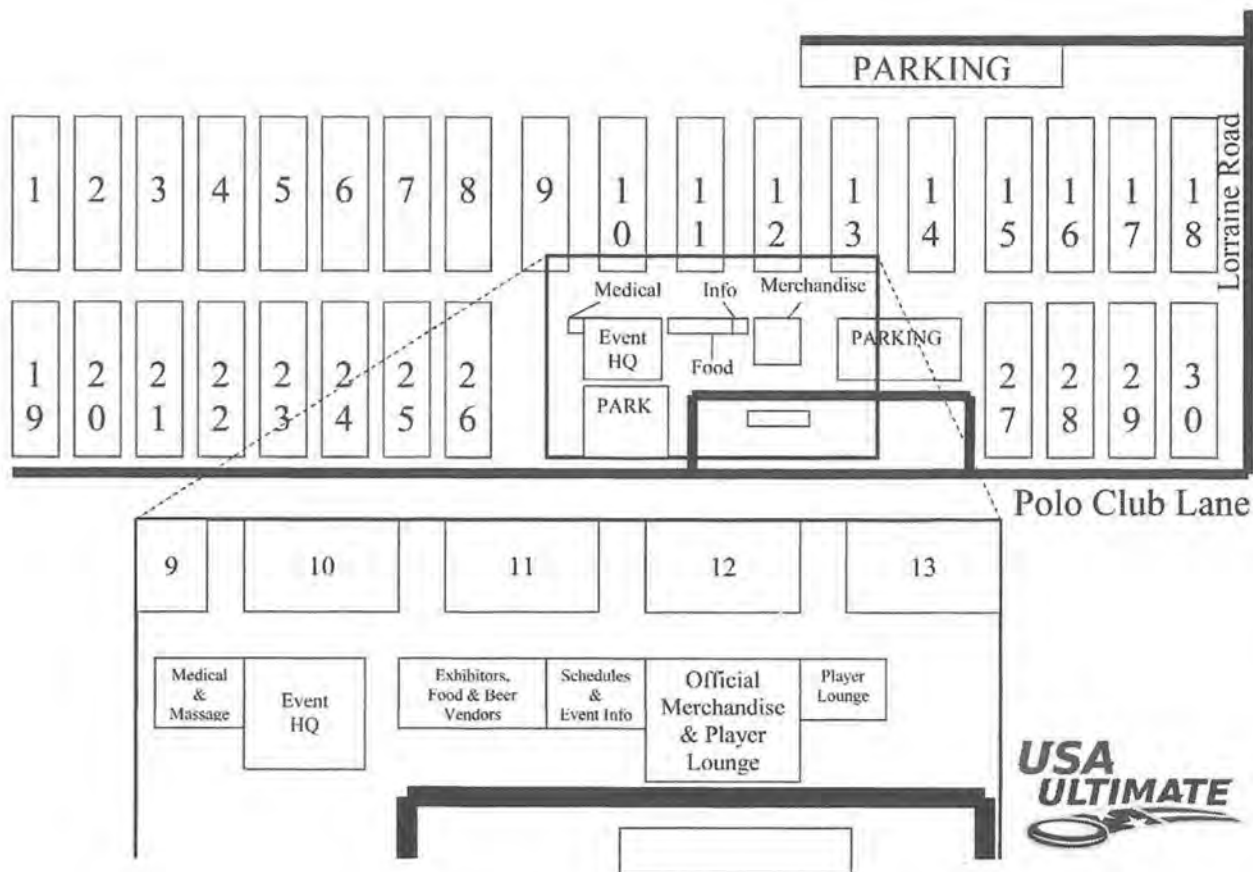 PARKING
1 2 3 4 5 6 7 8 9 10 11 12 13 14 15 16 17 18
Lorraine Road
Medical Info Merchandise
Event
HQ
Food
PARKING
PARK
19 20 21 22 23 24 25 26 27 28 29 30
Polo Club Lane
9 10 11 12 13
Medical
&
Massage
Event
HQ
Exhibitors,
Food & Beer
Vendors
Schedules
&
Event Info
Official
Merchandise
& Player
Lounge
Player
Lounge
USA
ULTIMATE